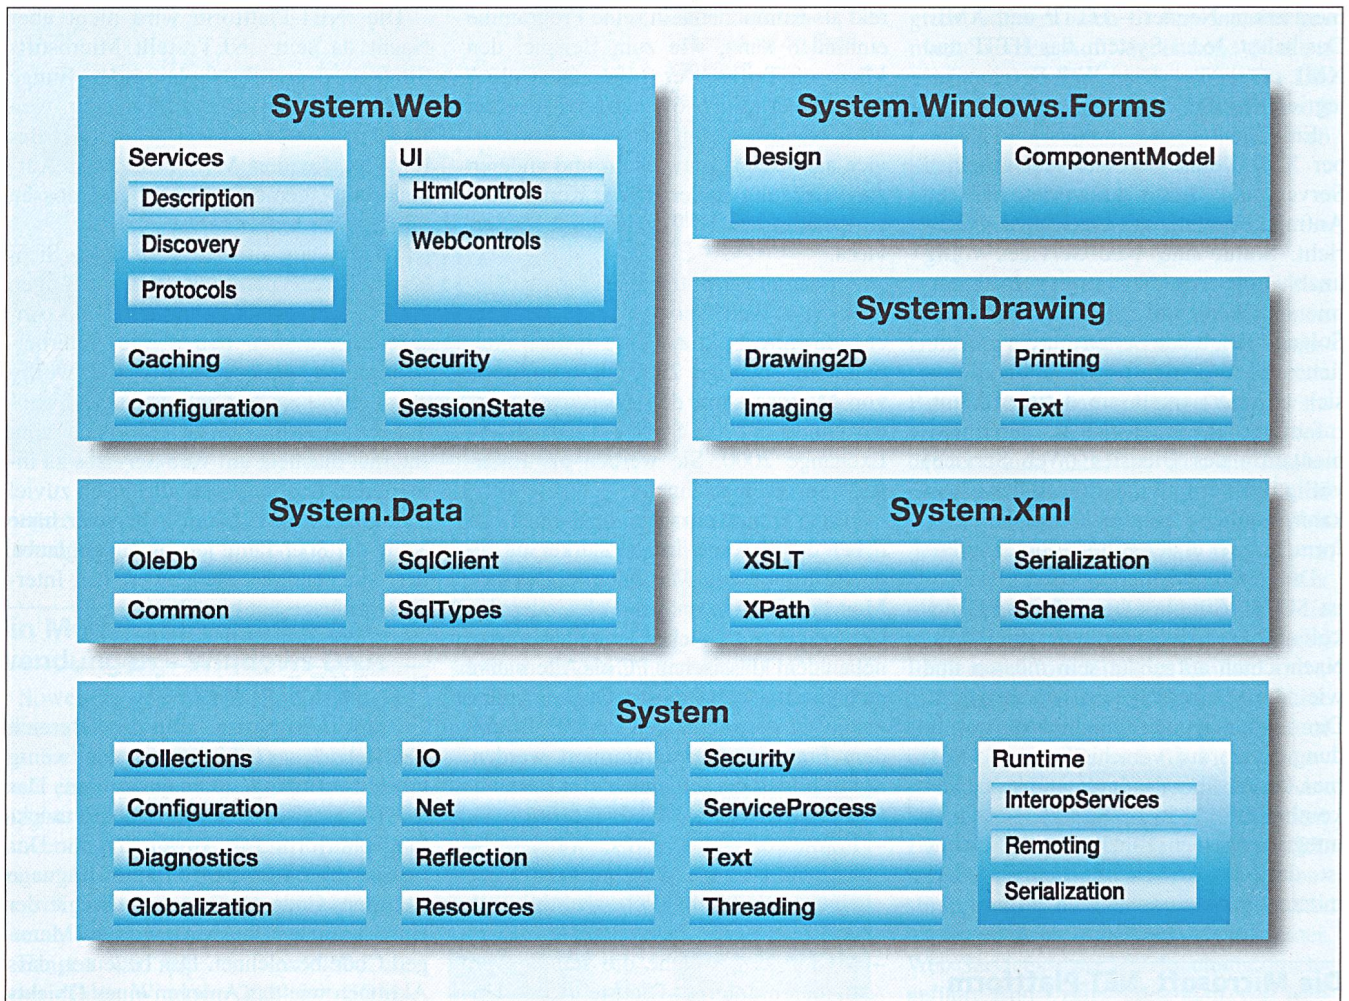 System.Web
Services
Description
Discovery
Protocols
UI
HtmlControls
WebControls
Caching
Security
Configuration
SessionState
System.Windows.Forms
Design
ComponentModel
System.Drawing
Drawing2D
Printing
Imaging
Text
System.Data
OleDb
SqlClient
Common
SqlTypes
System.Xml
XSLT
Serialization
XPath
Schema
System
Collections
IO
Security
Runtime
Configuration
Net
ServiceProcess
InteropServices
Diagnostics
Reflection
Text
Remoting
Globalization
Resources
Threading
Serialization